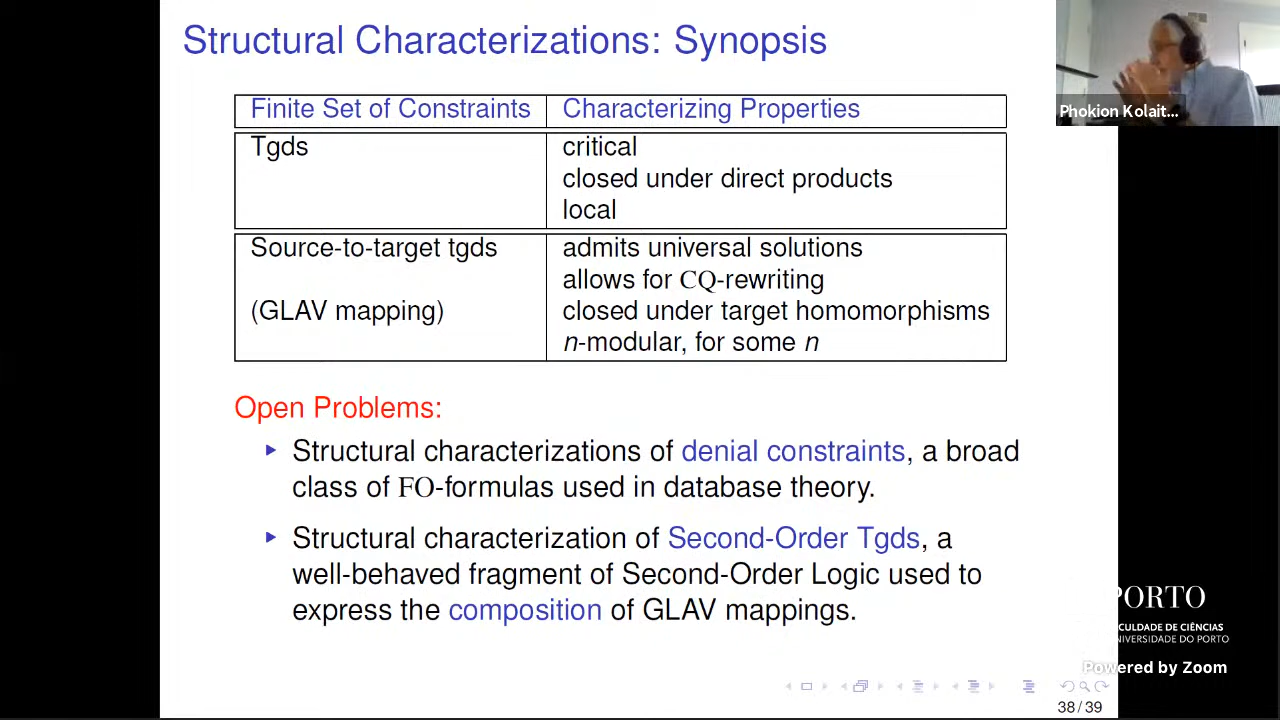 Structural Characterizations: Synopsis
Phokion Kolait...
Finite Set of Constraints Characterizing Properties
Tgds critical
closed under direct products
local
Source-to-target tgds admits universal solutions
allows for CQ-rewriting
(GLAV mapping) closed under target homomorphisms
n-modular, for some n
Open Problems:
Structural characterizations of denial constraints, a broad
class of FO-formulas used in database theory.
Structural characterization of Second-Order Tgds, a
well-behaved fragment of Second-Order Logic used to
express the composition of GLAV mappings.
PORTO
CULDADE DE CIÊNCIAS
NIVERSIDADE DO PORTO
Powered by Zoom
38/39